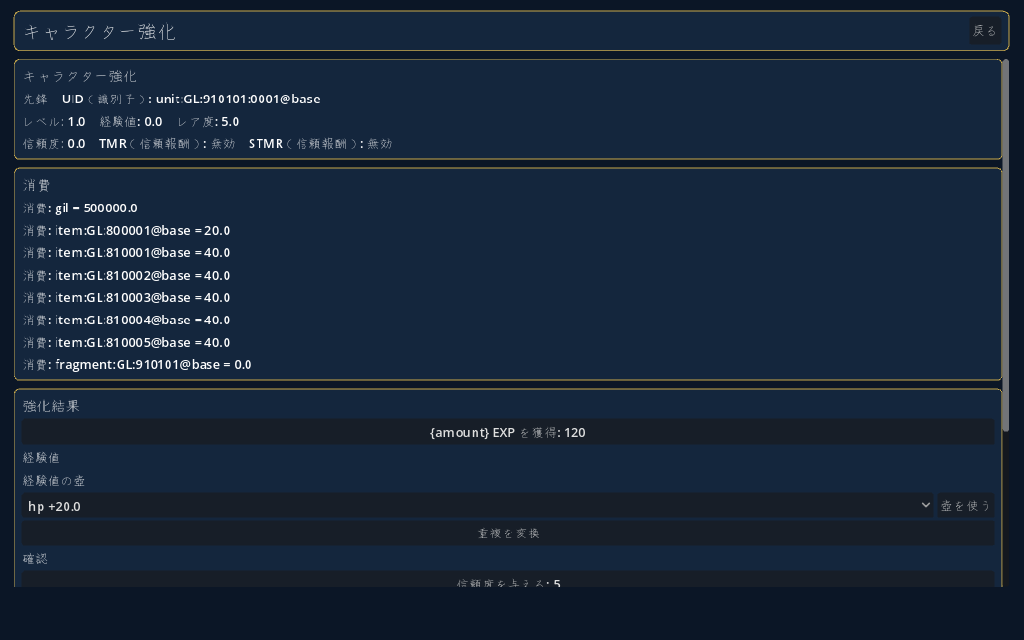 キャラクター強化 戻る
キャラクター強化
先鋒 UID（識別子）: unit:GL:910101:0001@base
レベル: 1.0 経験値: 0.0 レア度: 5.0
信頼度: 0.0 TMR（信頼報酬）: 無効 STMR（信頼報酬）: 無効
消費
消費: gil = 500000.0
消費: item:GL:800001@base = 20.0
消費: item:GL:810001@base = 40.0
消費: item:GL:810002@base = 40.0
消費: item:GL:810003@base = 40.0
消費: item:GL:810004@base = 40.0
消費: item:GL:810005@base = 40.0
消費: fragment:GL:910101@base = 0.0
強化結果
{amount} EXP を獲得: 120
経験値
経験値の壺
hp +20.0 壺を使う
重複を変換
確認
信頼度を与える: 5